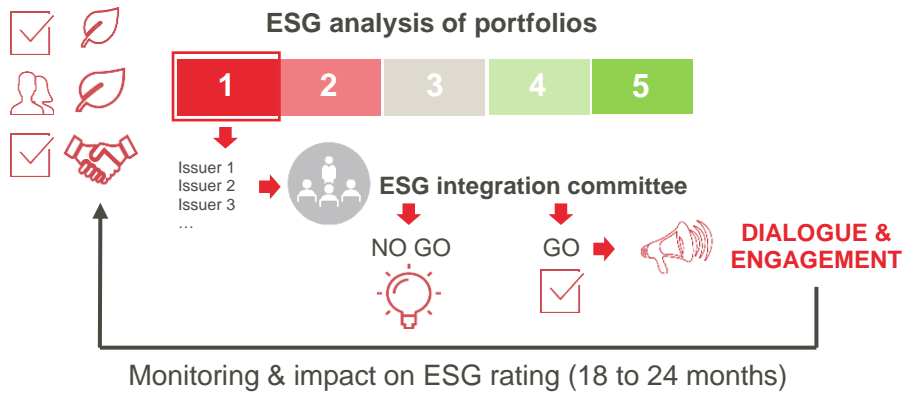 ESG analysis of portfolios
1 2 3 4 5
Issuer 1
Issuer 2
Issuer 3
…
ESG integration committee
NO GO
GO
DIALOGUE &
ENGAGEMENT
Monitoring & impact on ESG rating (18 to 24 months)